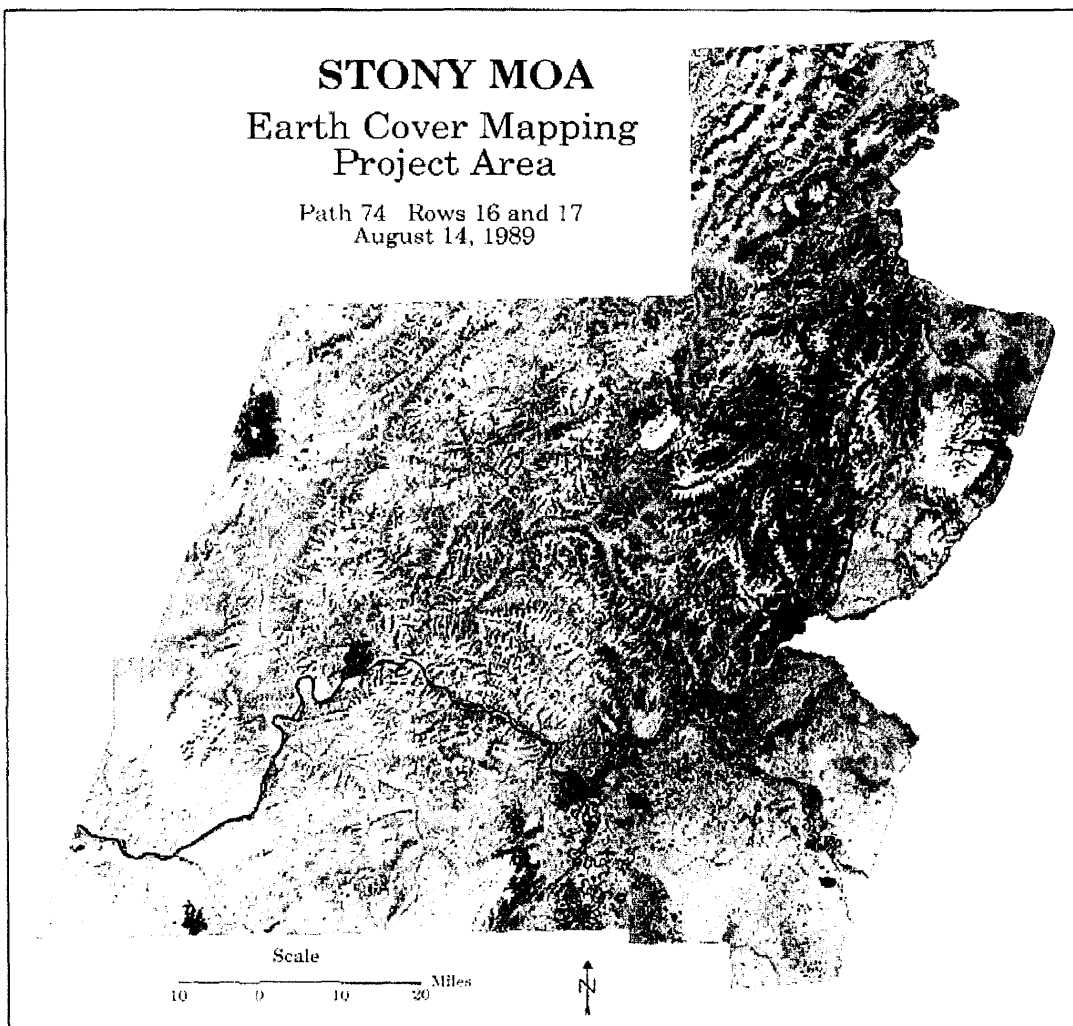 STONY MOA
Earth Cover Mapping
Project Area
Path 74 Rows 16 and 17
August 14, 1989
Scale
Miles
10 0 10 20
N